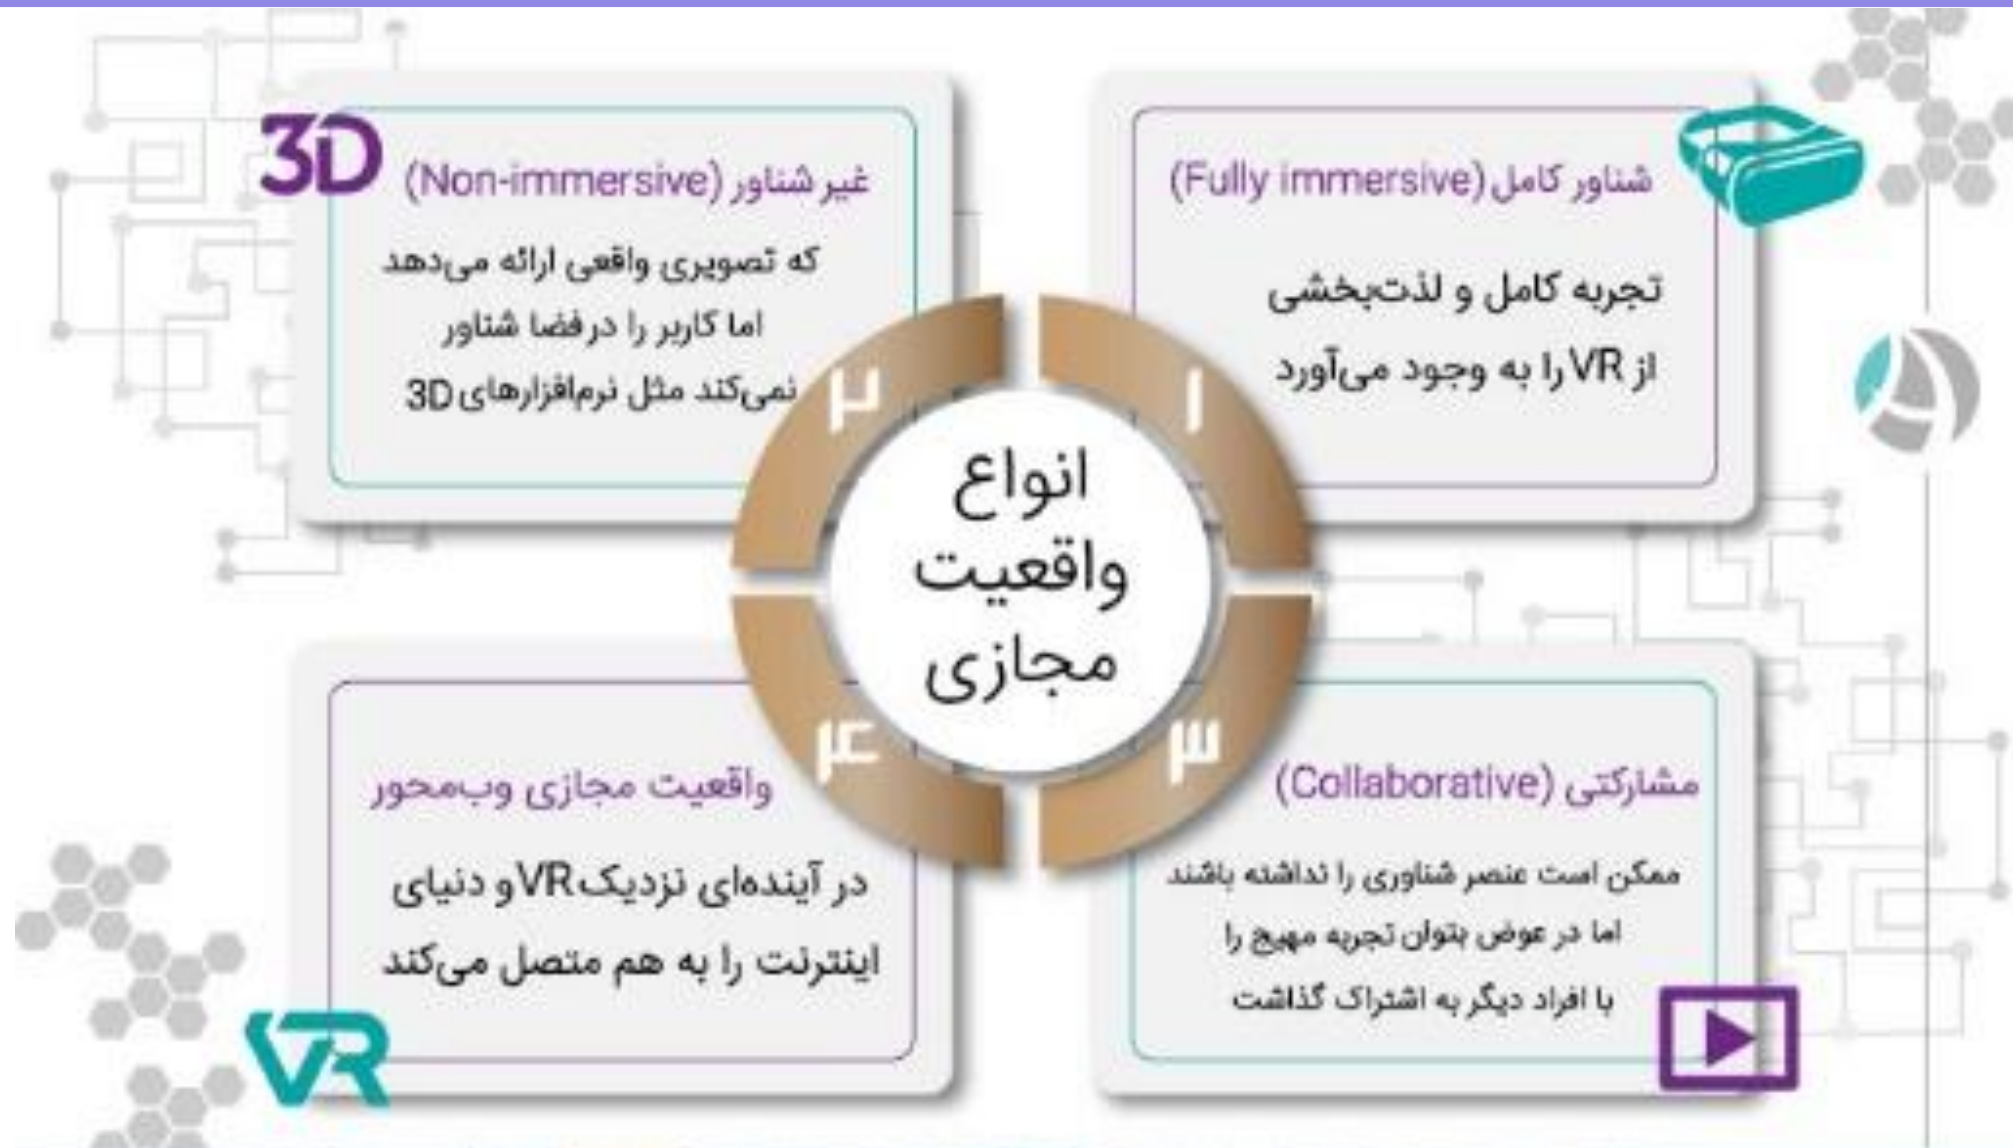 انواع
واقعیت
مجازی
۱
شناور کامل (Fully immersive)
تجربه کامل و لذت‌بخشی
از VR را به وجود می‌آورد
۲
3D
غیر شناور (Non-immersive)
که تصویری واقعی ارائه می‌دهد
اما کاربر را در فضا شناور
نمی‌کند مثل نرم‌افزارهای 3D
۳
مشارکتی (Collaborative)
ممکن است عنصر شناوری را نداشته باشند
اما در عوض بتوان تجربه مهیج را
با افراد دیگر به اشتراک گذاشت
۴
واقعیت مجازی وب‌محور
در آینده‌ای نزدیک VR و دنیای
اینترنت را به هم متصل می‌کند
VR